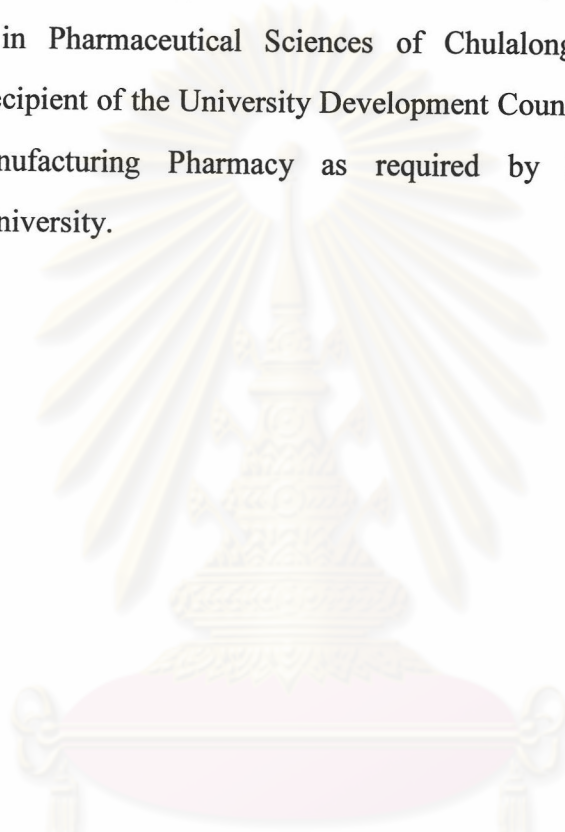 in Pharmaceutical Sciences of Chulalong
ecipient of the University Development Coun
nufacturing Pharmacy as required by
niversity.